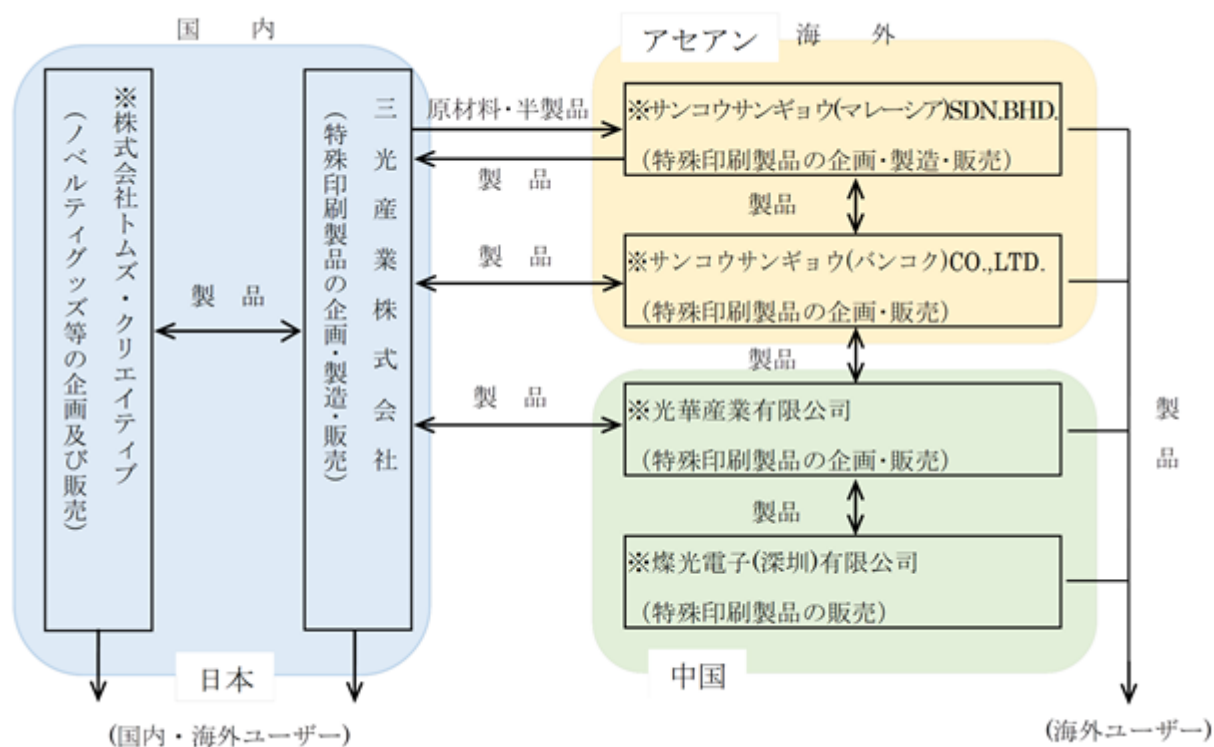 国 内
※株式会社トムズ・クリエイティブ
(ノベルティグッズ等の企画及び販売)
製 品
三光産業株式会社
(特殊印刷製品の企画・製造・販売)
日本
(国内・海外ユーザー)
原材料・半製品
製 品
製 品
製 品
アセアン
海 外
※サンコウサンギョウ(マレーシア)SDN.BHD.
(特殊印刷製品の企画・製造・販売)
製品
※サンコウサンギョウ(バンコク)CO.,LTD.
(特殊印刷製品の企画・販売)
製品
※光華産業有限公司
(特殊印刷製品の企画・販売)
製品
※燦光電子(深圳)有限公司
(特殊印刷製品の販売)
中国
製品
(海外ユーザー)